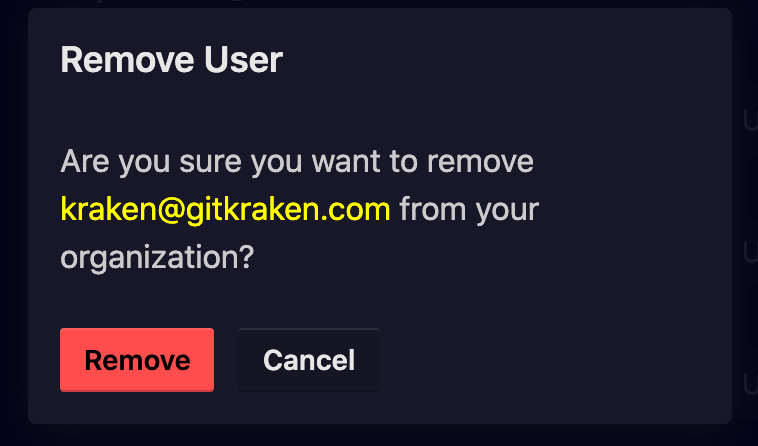 Remove User
Are you sure you want to remove
kraken@gitkraken.com from your
organization?
Remove
Cancel